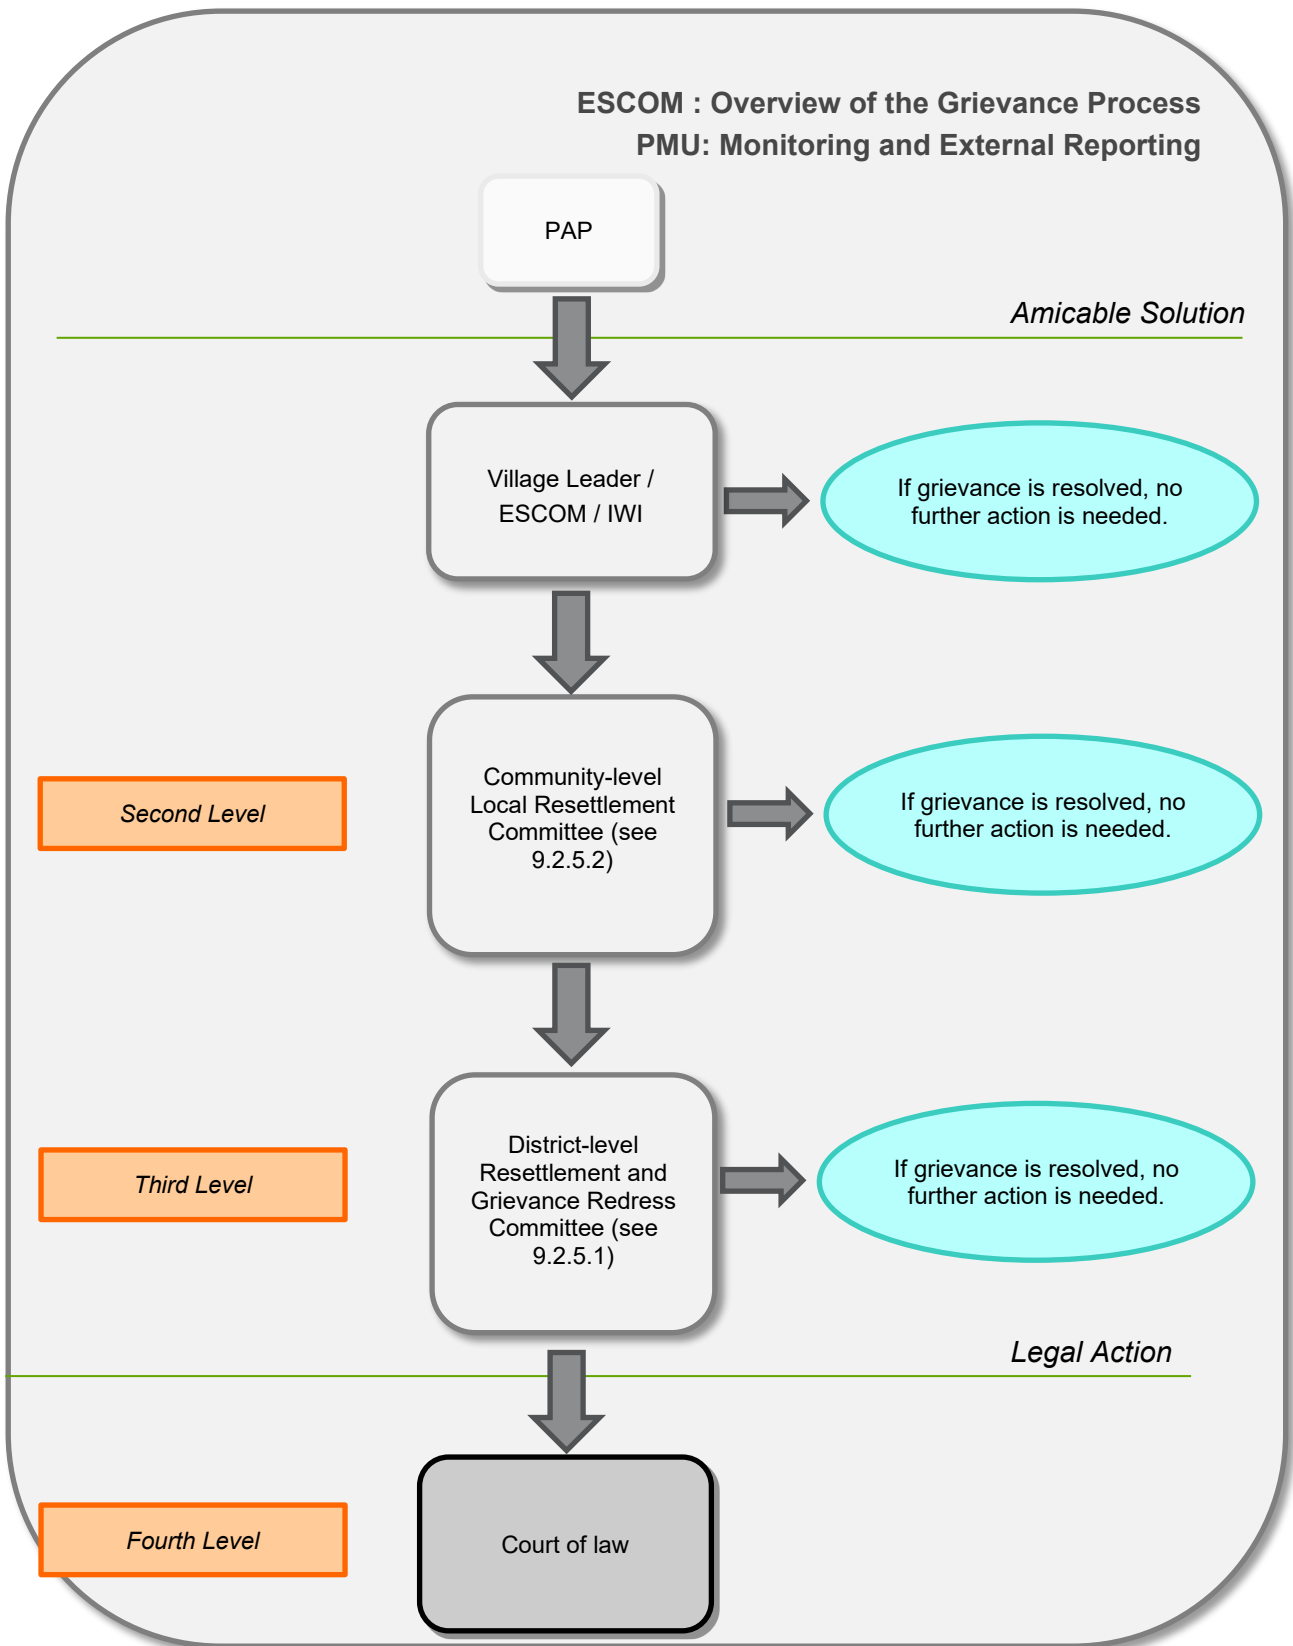 ESCOM : Overview of the Grievance Process
PMU: Monitoring and External Reporting
PAP
Amicable Solution
Village Leader /
ESCOM / IWI
If grievance is resolved, no
further action is needed.
Second Level
Community-level
Local Resettlement
Committee (see
9.2.5.2)
If grievance is resolved, no
further action is needed.
Third Level
District-level
Resettlement and
Grievance Redress
Committee (see
9.2.5.1)
If grievance is resolved, no
further action is needed.
Legal Action
Fourth Level
Court of law